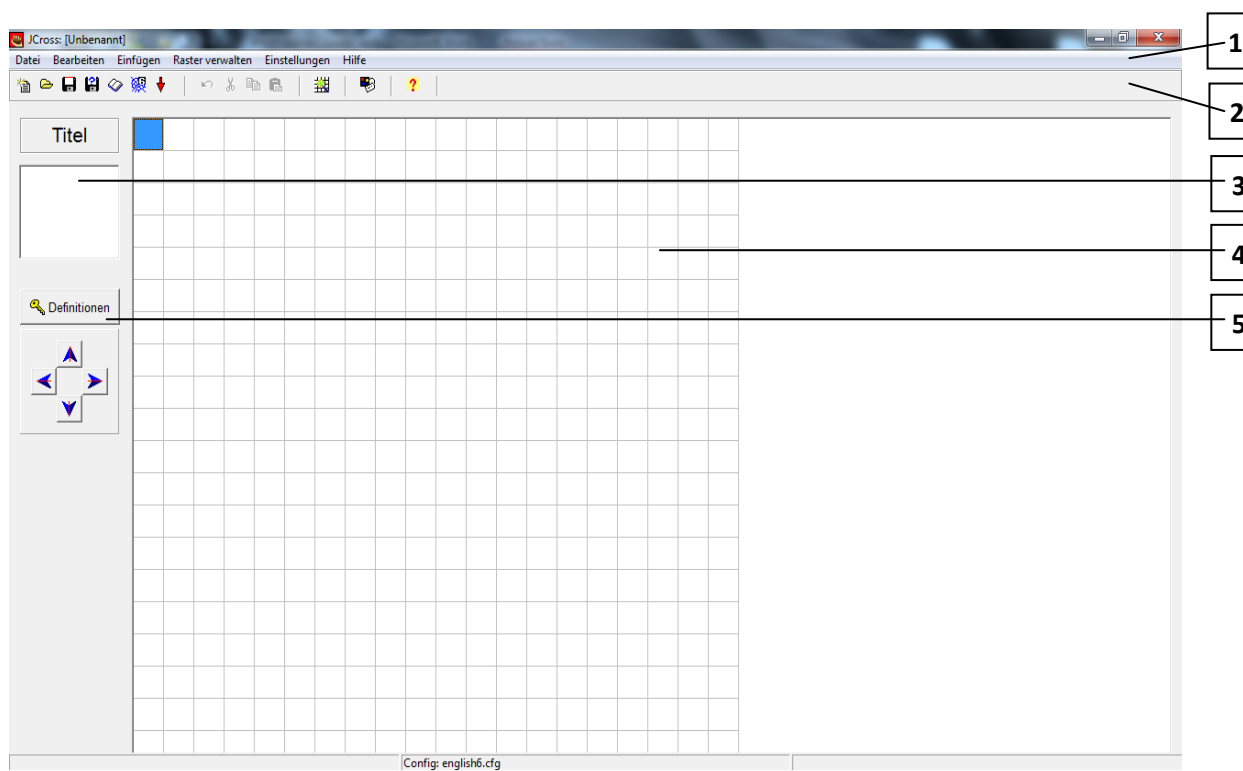 JCross: [Unbenannt]
1
Datei Bearbeiten Einfügen Raster verwalten Einstellungen Hilfe
?
2
Titel
3
4
Definitionen
5
Config: english6.cfg